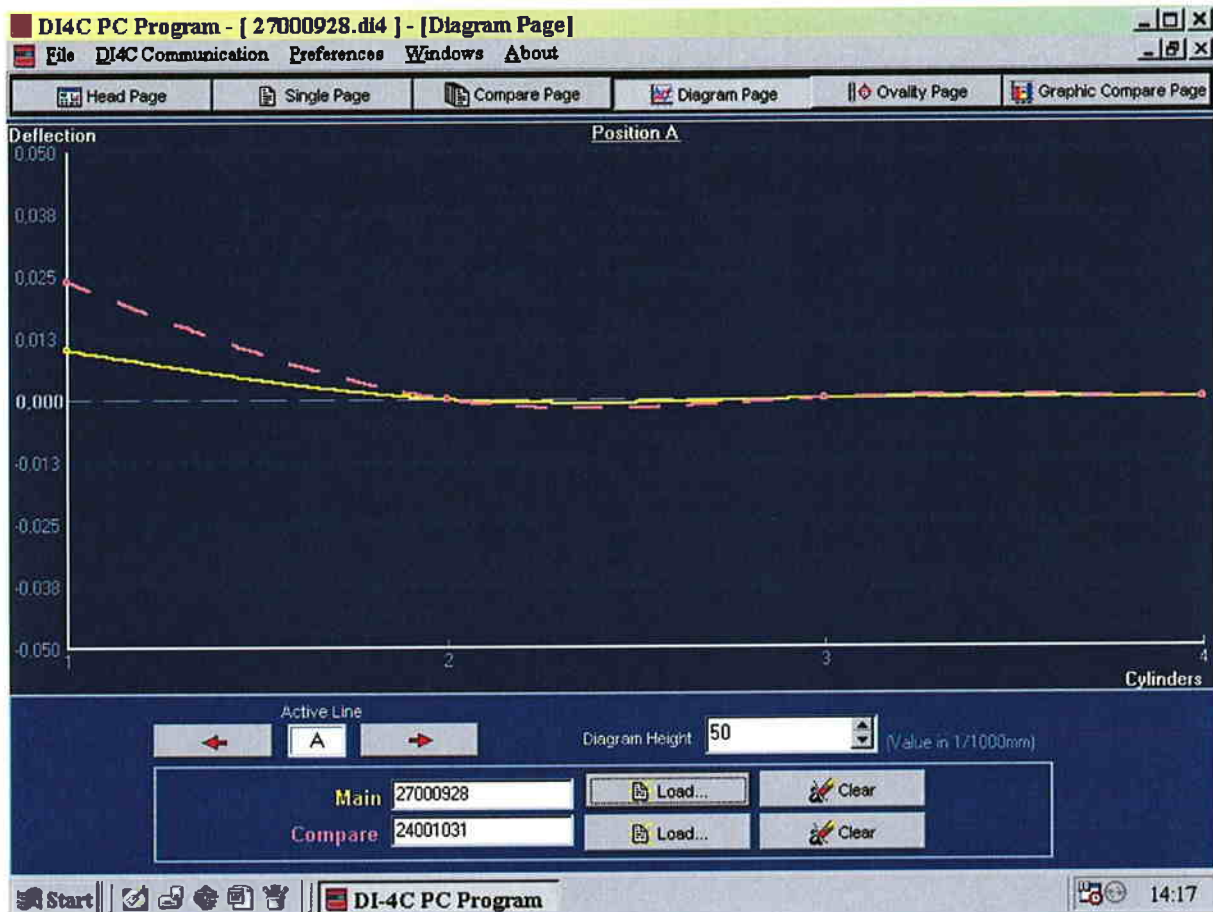 DI4C PC Program - [ 27000928.di4 ] - [Diagram Page]
File DI4C Communication Preferences Windows About
Head Page Single Page Compare Page Diagram Page Ovality Page Graphic Compare Page
Deflection Position A
0.050
0.038
0.025
0.013
0.000
-0.013
-0.025
-0.038
-0.050
1 2 3 4
Cylinders
Active Line
A
Diagram Height 50 (Value in 1/1000mm)
Main 27000928 Load... Clear
Compare 24001031 Load... Clear
Start DI-4C PC Program 14:17